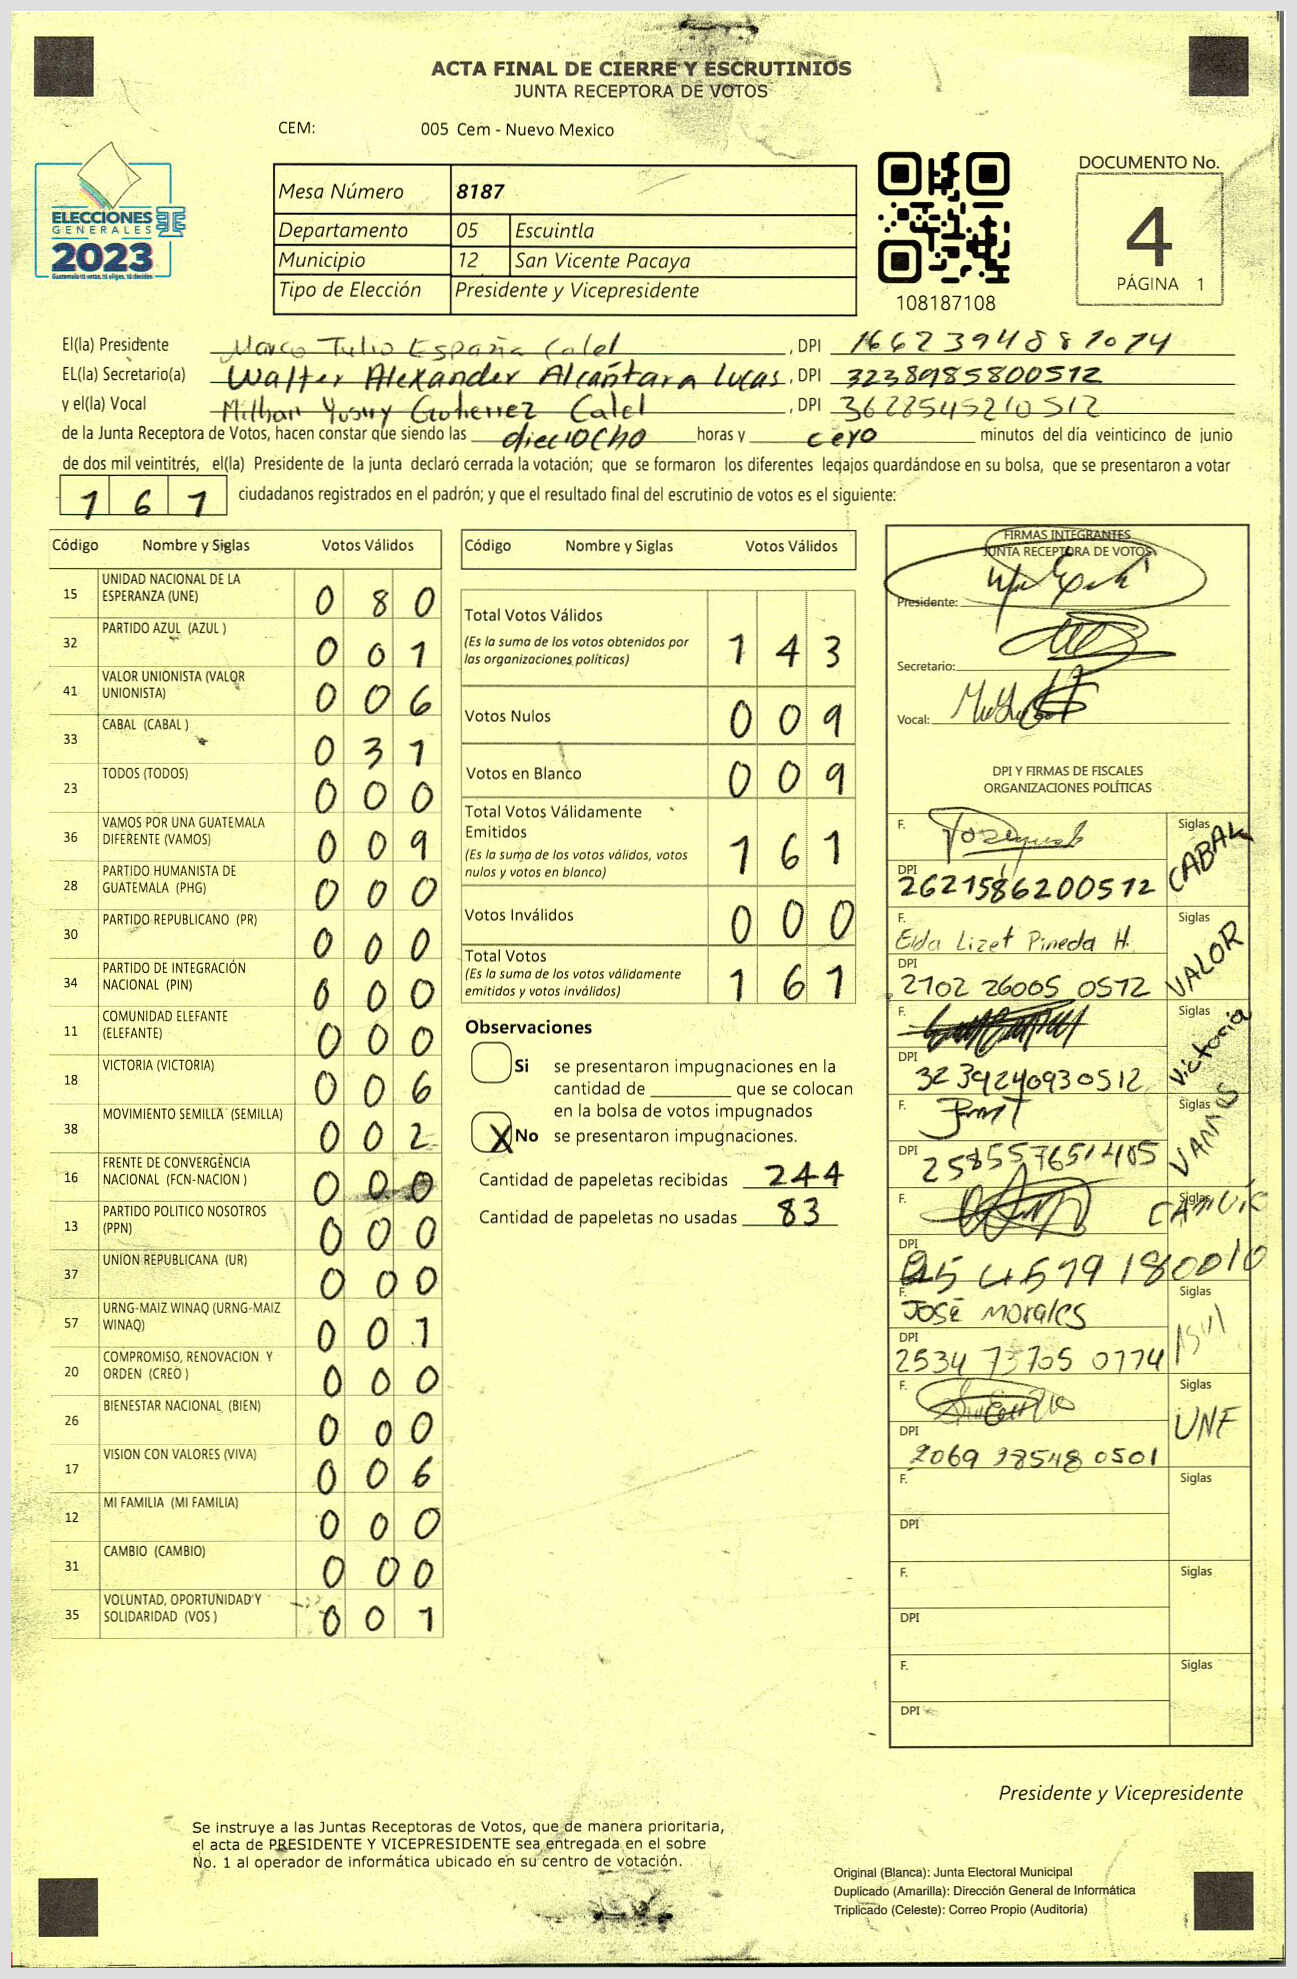 ACTA FINAL DE CIERRE Y ESCRUTINIOS
JUNTA RECEPTORA DE VOTOS
CEM: 005 Cem - Nuevo Mexico
ELECCIONES
GENERALES
2023
Mesa Número 8187
Departamento 05 Escuintla
Municipio 12 San Vicente Pacaya
Tipo de Elección Presidente y Vicepresidente
108187108
DOCUMENTO No.
4
PÁGINA 1
El(la) Presidente Marco Tulio España Calel, DPI 1662394881014
EL(la) Secretario(a) Walter Alexander Alcántara Lucas, DPI 3238985800512
y el(la) Vocal Gutierrez Calel, DPI 3628545210512
de la Junta Receptora de Votos, hacen constar que siendo las dieciocho horas y cero minutos del día veinticinco de junio
de dos mil veintitrés, el(la) Presidente de la junta declaró cerrada la votación; que se formaron los diferentes legajos guardándose en su bolsa, que se presentaron a votar
161 ciudadanos registrados en el padrón; y que el resultado final del escrutinio de votos es el siguiente:
Código Nombre y Siglas Votos Válidos
15 UNIDAD NACIONAL DE LA
ESPERANZA (UNE) 0 8 0
32 PARTIDO AZUL (AZUL ) 0 0 1
41 VALOR UNIONISTA (VALOR
UNIONISTA) 0 0 6
33 CABAL (CABAL ) 0 3 1
23 TODOS (TODOS) 0 0 0
36 VAMOS POR UNA GUATEMALA
DIFERENTE (VAMOS) 0 0 9
28 PARTIDO HUMANISTA DE
GUATEMALA (PHG) 0 0 0
30 PARTIDO REPUBLICANO (PR) 0 0 0
34 PARTIDO DE INTEGRACIÓN
NACIONAL (PIN) 0 0 0
11 COMUNIDAD ELEFANTE
(ELEFANTE) 0 0 0
18 VICTORIA (VICTORIA) 0 0 6
38 MOVIMIENTO SEMILLA (SEMILLA) 0 0 2
16 FRENTE DE CONVERGENCIA
NACIONAL (FCN-NACION ) 0 0 0
13 PARTIDO POLITICO NOSOTROS
(PPN) 0 0 0
37 UNION REPUBLICANA (UR) 0 0 0
57 URNG-MAIZ WINAQ (URNG-MAIZ
WINAQ) 0 0 1
20 COMPROMISO, RENOVACION Y
ORDEN (CREO ) 0 0 0
26 BIENESTAR NACIONAL (BIEN) 0 0 0
17 VISION CON VALORES (VIVA) 0 0 6
12 MI FAMILIA (MI FAMILIA) 0 0 0
31 CAMBIO (CAMBIO) 0 0 0
35 VOLUNTAD, OPORTUNIDAD Y
SOLIDARIDAD (VOS ) 0 0 1
Código Nombre y Siglas Votos Válidos
Total Votos Válidos
(Es la suma de los votos obtenidos por
las organizaciones políticas) 1 4 3
Votos Nulos 0 0 9
Votos en Blanco 0 0 9
Total Votos Válidamente
Emitidos
(Es la suma de los votos válidos, votos
nulos y votos en blanco) 1 6 1
Votos Inválidos 0 0 0
Total Votos
(Es la suma de los votos válidamente
emitidos y votos inválidos) 1 6 1
Observaciones
Si se presentaron impugnaciones en la
cantidad de que se colocan
en la bolsa de votos impugnados
X No se presentaron impugnaciones.
Cantidad de papeletas recibidas 244
Cantidad de papeletas no usadas 83
FIRMAS INTEGRANTES
JUNTA RECEPTORA DE VOTOS
Presidente:
Secretario:
Vocal:
DPI Y FIRMAS DE FISCALES
ORGANIZACIONES POLÍTICAS
F. Siglas CABAL
DPI 2621586200512
F. Elda Lizet Pineda H. Siglas VALOR
DPI 2102 26005 0512
F. Siglas Victoria
DPI 3239240930512
F. Siglas VAMOS
DPI
F. Siglas
DPI
F. José Morales Siglas
DPI 2534 73705 0774
F. Siglas UNE
DPI 2069 98548 0501
F. Siglas
DPI
F. Siglas
DPI
F. Siglas
DPI
Presidente y Vicepresidente
Se instruye a las Juntas Receptoras de Votos, que de manera prioritaria,
el acta de PRESIDENTE Y VICEPRESIDENTE sea entregada en el sobre
No. 1 al operador de informática ubicado en su centro de votación.
Original (Blanca): Junta Electoral Municipal
Duplicado (Amarilla): Dirección General de Informática
Triplicado (Celeste): Correo Propio (Auditoría)